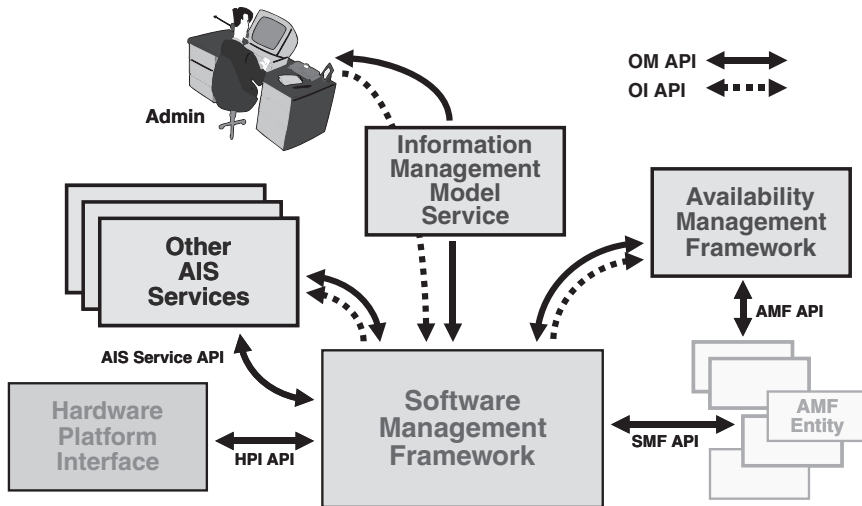 OM API
OI API
Admin
Information
Management
Model
Service
Availability
Management
Framework
Other
AIS
Services
AMF API
AIS Service API
Software
Management
Framework
Hardware
Platform
Interface
HPI API
SMF API
AMF
Entity